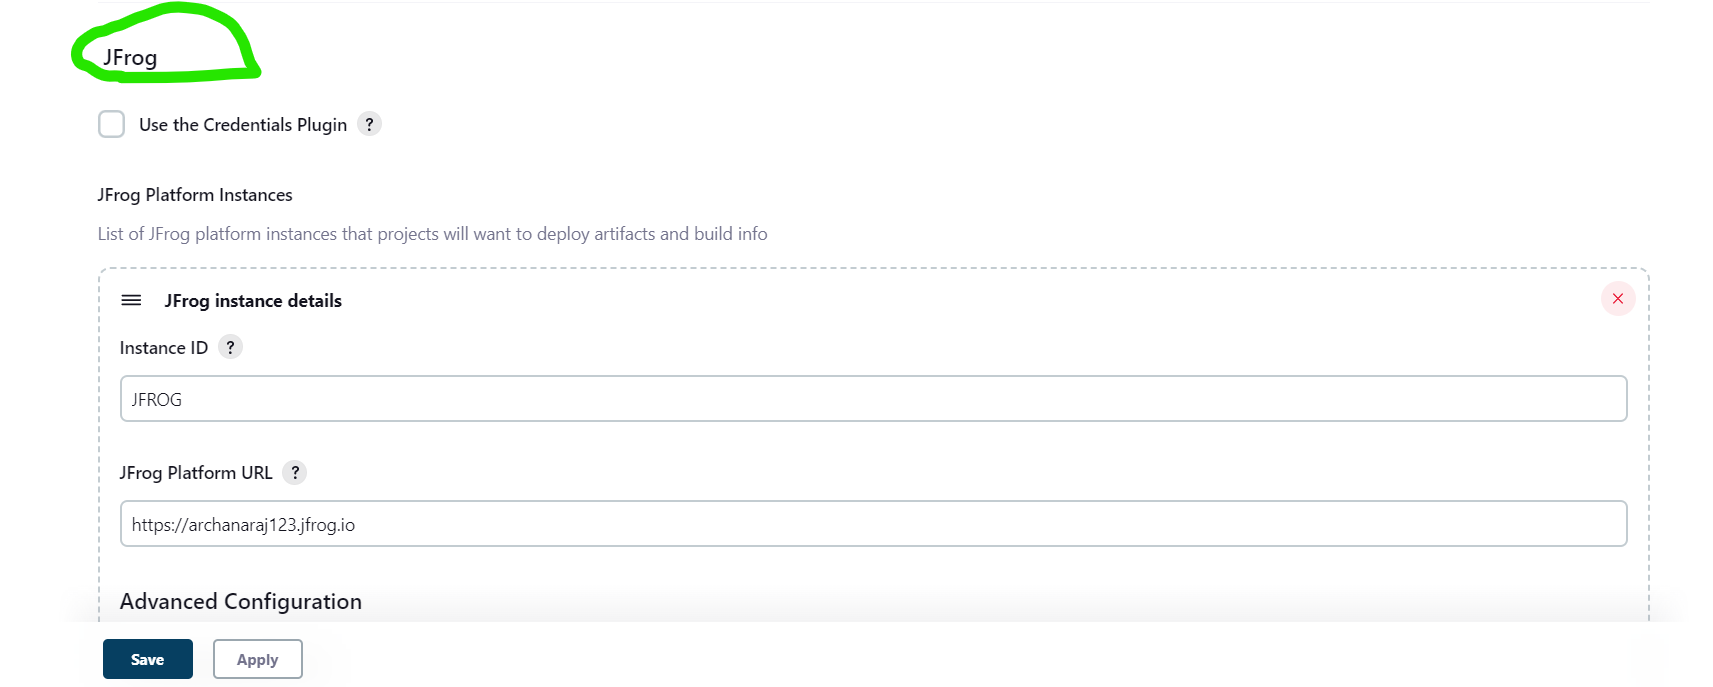 JFrog
Use the Credentials Plugin ?
JFrog Platform Instances
List of JFrog platform instances that projects will want to deploy artifacts and build info
JFrog instance details
Instance ID ?
JFROG
JFrog Platform URL ?
https://archanaraj123.jfrog.io
Advanced Configuration
Save Apply